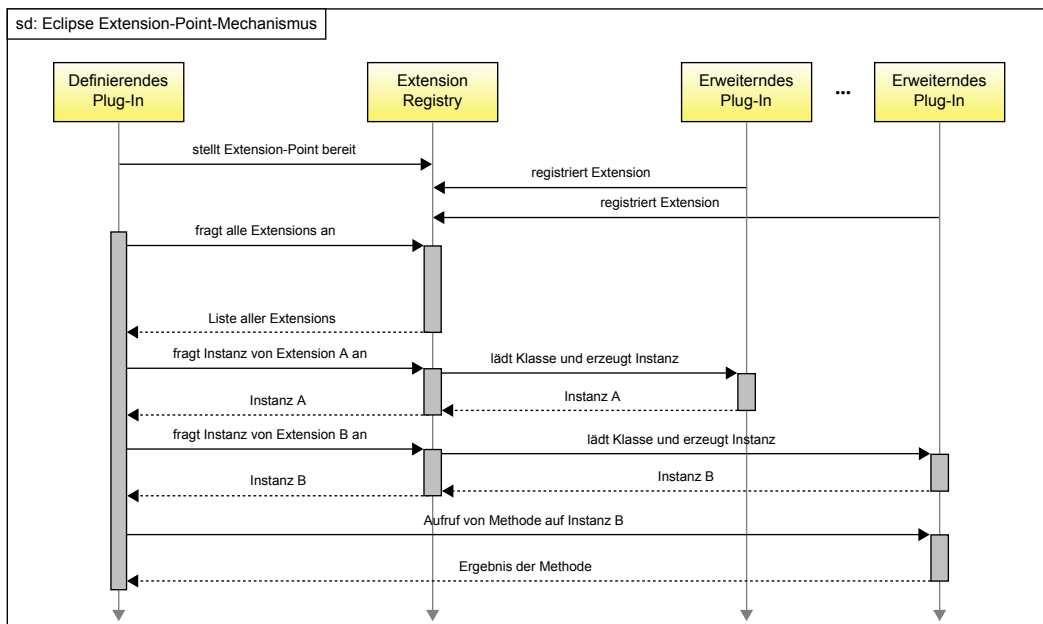 sd: Eclipse Extension-Point-Mechanismus
Definierendes
Plug-In
Extension
Registry
Erweiterndes
Plug-In
...
Erweiterndes
Plug-In
stellt Extension-Point bereit
registriert Extension
registriert Extension
fragt alle Extensions an
Liste aller Extensions
fragt Instanz von Extension A an
lädt Klasse und erzeugt Instanz
Instanz A
Instanz A
fragt Instanz von Extension B an
lädt Klasse und erzeugt Instanz
Instanz B
Instanz B
Aufruf von Methode auf Instanz B
Ergebnis der Methode